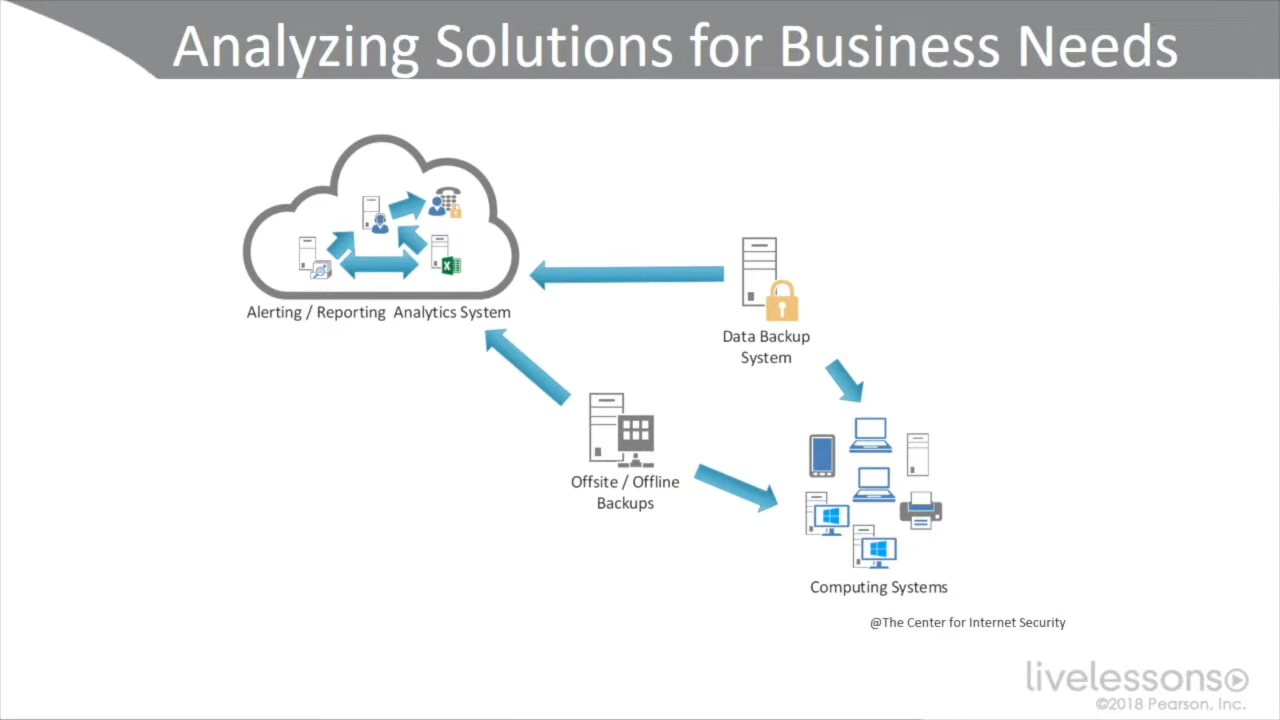 Analyzing Solutions for Business Needs
Alerting / Reporting Analytics System
Data Backup
System
Offsite / Offline
Backups
Computing Systems
@The Center for Internet Security
livelessons
©2018 Pearson, Inc.